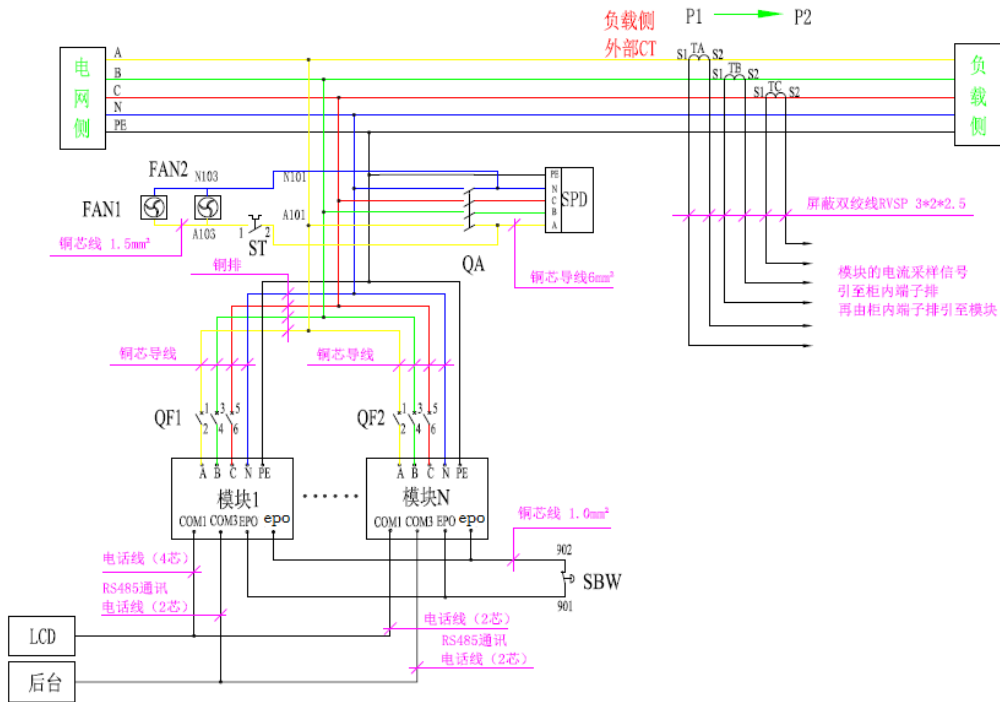 负载侧
外部CT
P1
P2
电网侧
A
B
C
N
PE
S1 TA S2
S1 TB S2
S1 TC S2
负载侧
FAN2
N103
N101
FAN1
A103
A101
1
2
ST
QA
PE
N
C
B
A
SPD
铜芯线 1.5mm²
铜排
铜芯导线6mm²
屏蔽双绞线RVSP 3*2*2.5
模块的电流采样信号
引至柜内端子排
再由柜内端子排引至模块
铜芯导线
铜芯导线
QF1
1
2
3
4
5
6
QF2
1
2
3
4
5
6
A B C N PE
模块1
COM1 COM3 EPO epo
······
A B C N PE
模块N
COM1 COM3 EPO epo
铜芯线 1.0mm²
902
SBW
901
电话线（4芯）
RS485通讯
电话线（2芯）
电话线（2芯）
RS485通讯
电话线（2芯）
LCD
后台